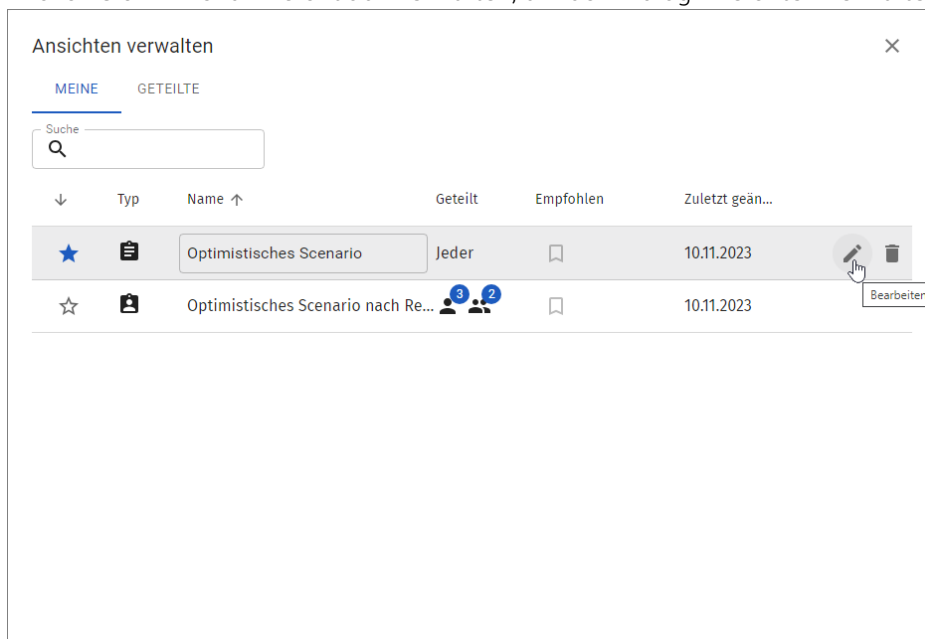 Ansichten verwalten
MEINE GETEILTE
Suche
Typ Name Geteilt Empfohlen Zuletzt geän...
Optimistisches Scenario Jeder 10.11.2023
Bearbeiten
Optimistisches Scenario nach Re... 3 2 10.11.2023